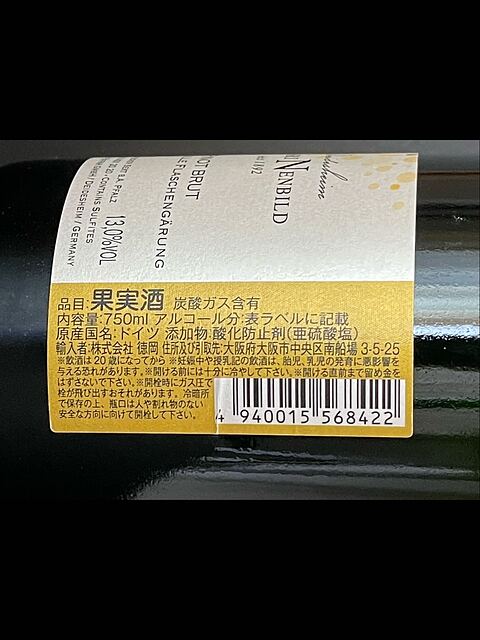 NENBILD
1892
BRUT
FLASCHENGÄRUNG
SEKT B.A. PFALZ
CONTAINS SULFITES 13,0%VOL
DEIDESHEIM / GERMANY
品目:果実酒 炭酸ガス含有
内容量:750ml アルコール分:表ラベルに記載
原産国名:ドイツ 添加物:酸化防止剤(亜硫酸塩)
輸入者:株式会社 徳岡 住所及び引取先:大阪府大阪市中央区南船場 3-5-25
※飲酒は20歳になってから ※妊娠中や授乳記の飲酒は、胎児、乳児の発育に悪影響を
与える恐れがあります。※開ける前には十分に冷やして下さい。※開ける直前まで留め金を
はずさないで下さい。※開栓時にガス圧で
栓が飛び出すおそれがあります。冷暗所
で保存の上、瓶口は人や割れ物のない
安全な方向に向けて開栓して下さい。
4 940015 568422